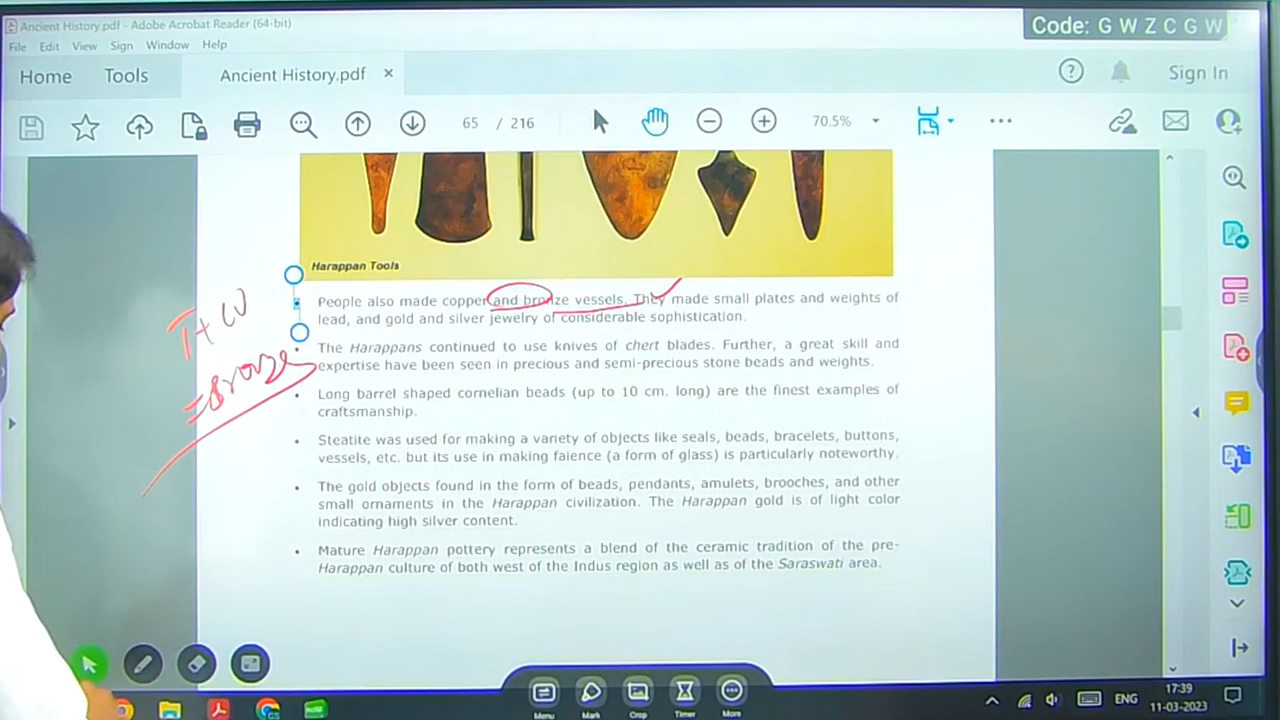 Ancient History.pdf - Adobe Acrobat Reader (64-bit)
Code: G W Z C G W
File Edit View Sign Window Help
Home Tools Ancient History.pdf × Sign In
65 / 216 70.5%
Harappan Tools
People also made copper and bronze vessels. They made small plates and weights of
lead, and gold and silver jewelry of considerable sophistication.
• The Harappans continued to use knives of chert blades. Further, a great skill and
expertise have been seen in precious and semi-precious stone beads and weights.
• Long barrel shaped cornelian beads (up to 10 cm. long) are the finest examples of
craftsmanship.
• Steatite was used for making a variety of objects like seals, beads, bracelets, buttons,
vessels, etc. but its use in making faience (a form of glass) is particularly noteworthy.
• The gold objects found in the form of beads, pendants, amulets, brooches, and other
small ornaments in the Harappan civilization. The Harappan gold is of light color
indicating high silver content.
• Mature Harappan pottery represents a blend of the ceramic tradition of the pre-
Harappan culture of both west of the Indus region as well as of the Saraswati area.
Menu Mark Crop Timer More
ENG
17:39
11-03-2023